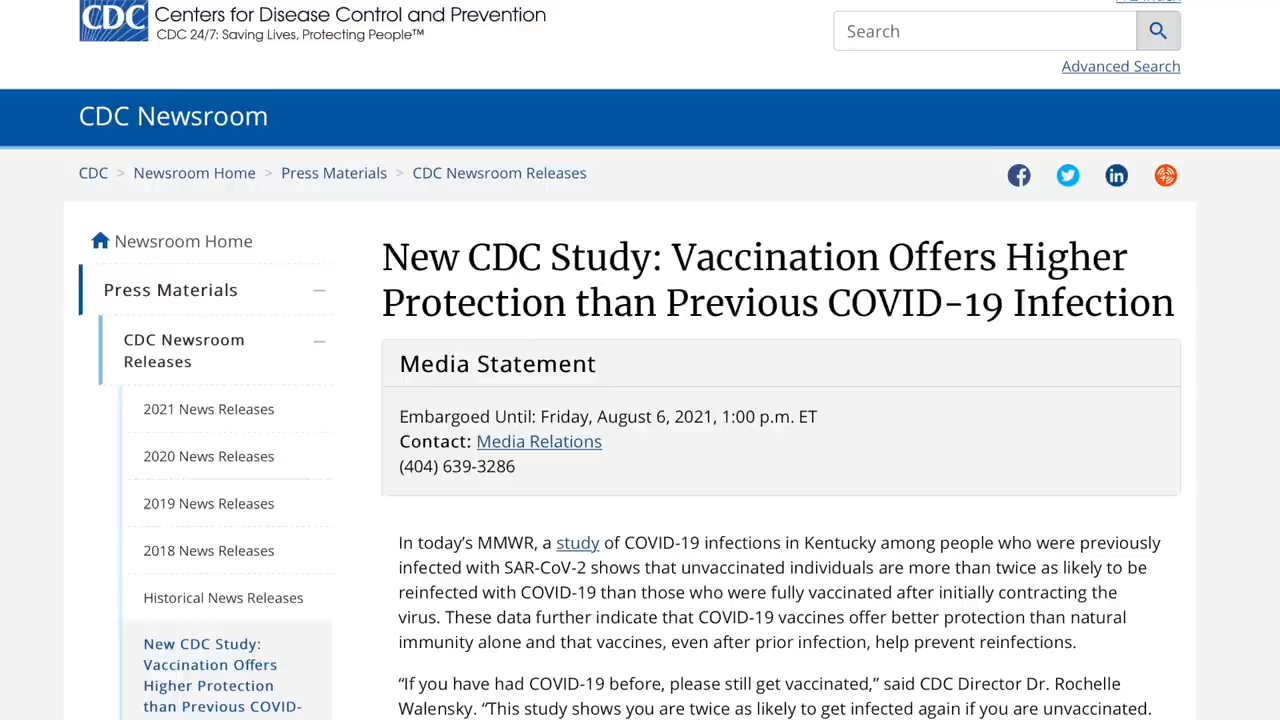 CDC Centers for Disease Control and Prevention
CDC 24/7: Saving Lives, Protecting People™
Search
Advanced Search
CDC Newsroom
CDC > Newsroom Home > Press Materials > CDC Newsroom Releases
Newsroom Home
Press Materials
CDC Newsroom
Releases
2021 News Releases
2020 News Releases
2019 News Releases
2018 News Releases
Historical News Releases
New CDC Study:
Vaccination Offers
Higher Protection
than Previous COVID-
New CDC Study: Vaccination Offers Higher
Protection than Previous COVID-19 Infection
Media Statement
Embargoed Until: Friday, August 6, 2021, 1:00 p.m. ET
Contact: Media Relations
(404) 639-3286
In today’s MMWR, a study of COVID-19 infections in Kentucky among people who were previously
infected with SAR-CoV-2 shows that unvaccinated individuals are more than twice as likely to be
reinfected with COVID-19 than those who were fully vaccinated after initially contracting the
virus. These data further indicate that COVID-19 vaccines offer better protection than natural
immunity alone and that vaccines, even after prior infection, help prevent reinfections.
“If you have had COVID-19 before, please still get vaccinated,” said CDC Director Dr. Rochelle
Walensky. “This study shows you are twice as likely to get infected again if you are unvaccinated.